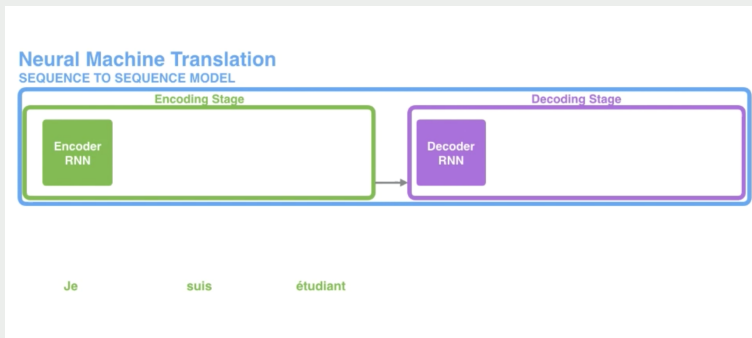 Neural Machine Translation
SEQUENCE TO SEQUENCE MODEL
Encoding Stage
Decoding Stage
Encoder
RNN
Decoder
RNN
Je suis étudiant